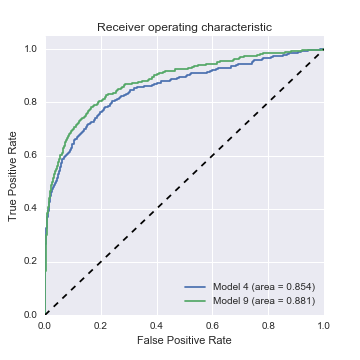 Receiver operating characteristic
1.0
0.8
0.6
0.4
0.2
0.0
True Positive Rate
Model 4 (area = 0.854)
Model 9 (area = 0.881)
0.0 0.2 0.4 0.6 0.8 1.0
False Positive Rate